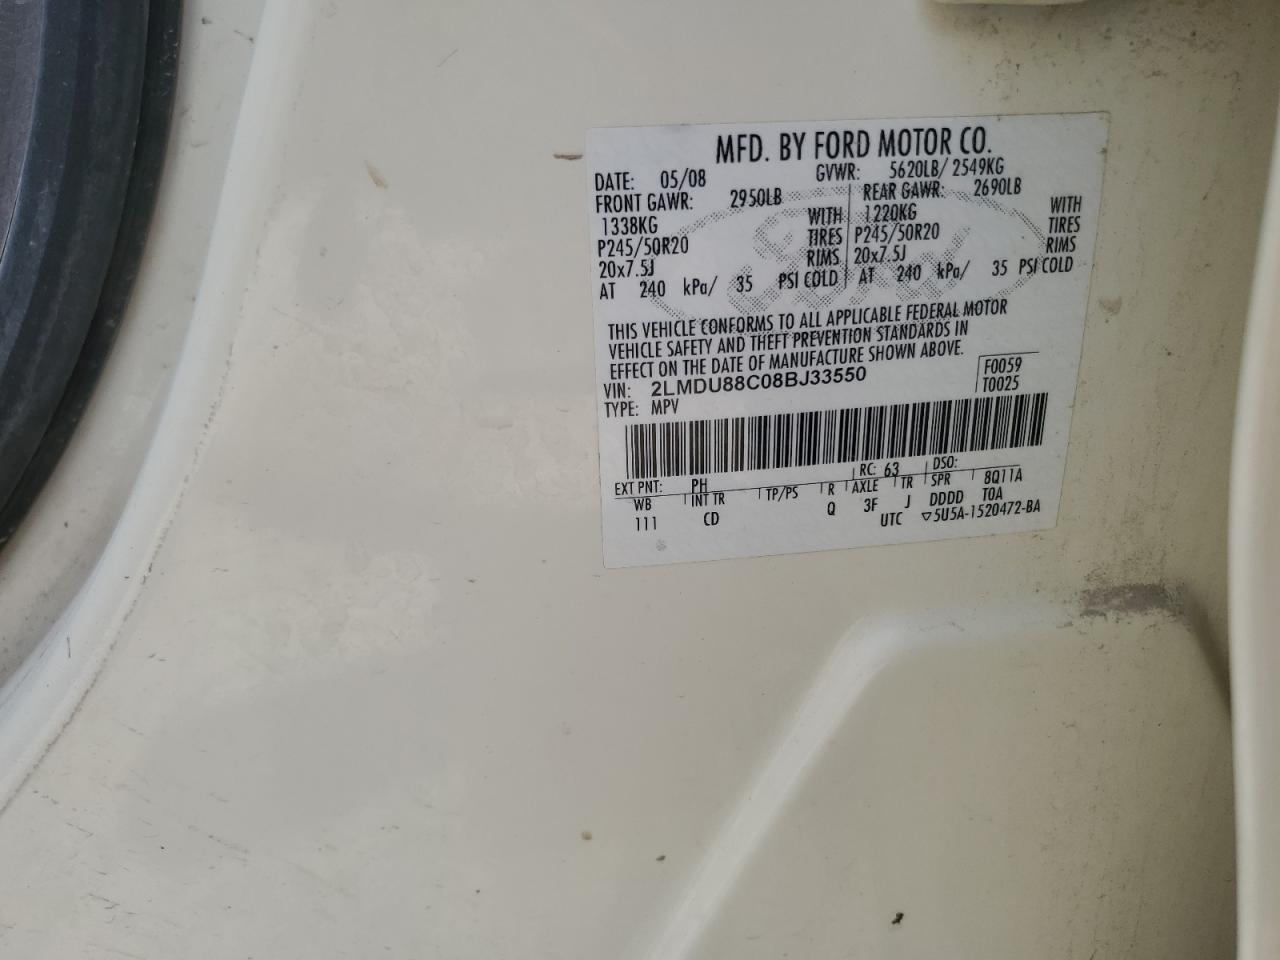 MFD. BY FORD MOTOR CO.
DATE: 05/08 GVWR: 5620LB/ 2549KG
FRONT GAWR: 2950LB REAR GAWR: 2690LB
1338KG WITH 1220KG WITH
P245/50R20 TIRES P245/50R20 TIRES
20x7.5J RIMS 20x7.5J RIMS
AT 240 kPa/ 35 PSI COLD AT 240 kPa/ 35 PSI COLD
THIS VEHICLE CONFORMS TO ALL APPLICABLE FEDERAL MOTOR
VEHICLE SAFETY AND THEFT PREVENTION STANDARDS IN
EFFECT ON THE DATE OF MANUFACTURE SHOWN ABOVE.
VIN: 2LMDU88C08BJ33550 F0059
TYPE: MPV T0025
EXT PNT: PH RC: 63 DSO:
WB INT TR TP/PS R AXLE TR SPR 8Q11A
111 CD Q 3F J DDDD T0A
UTC ▽5U5A-1520472-BA